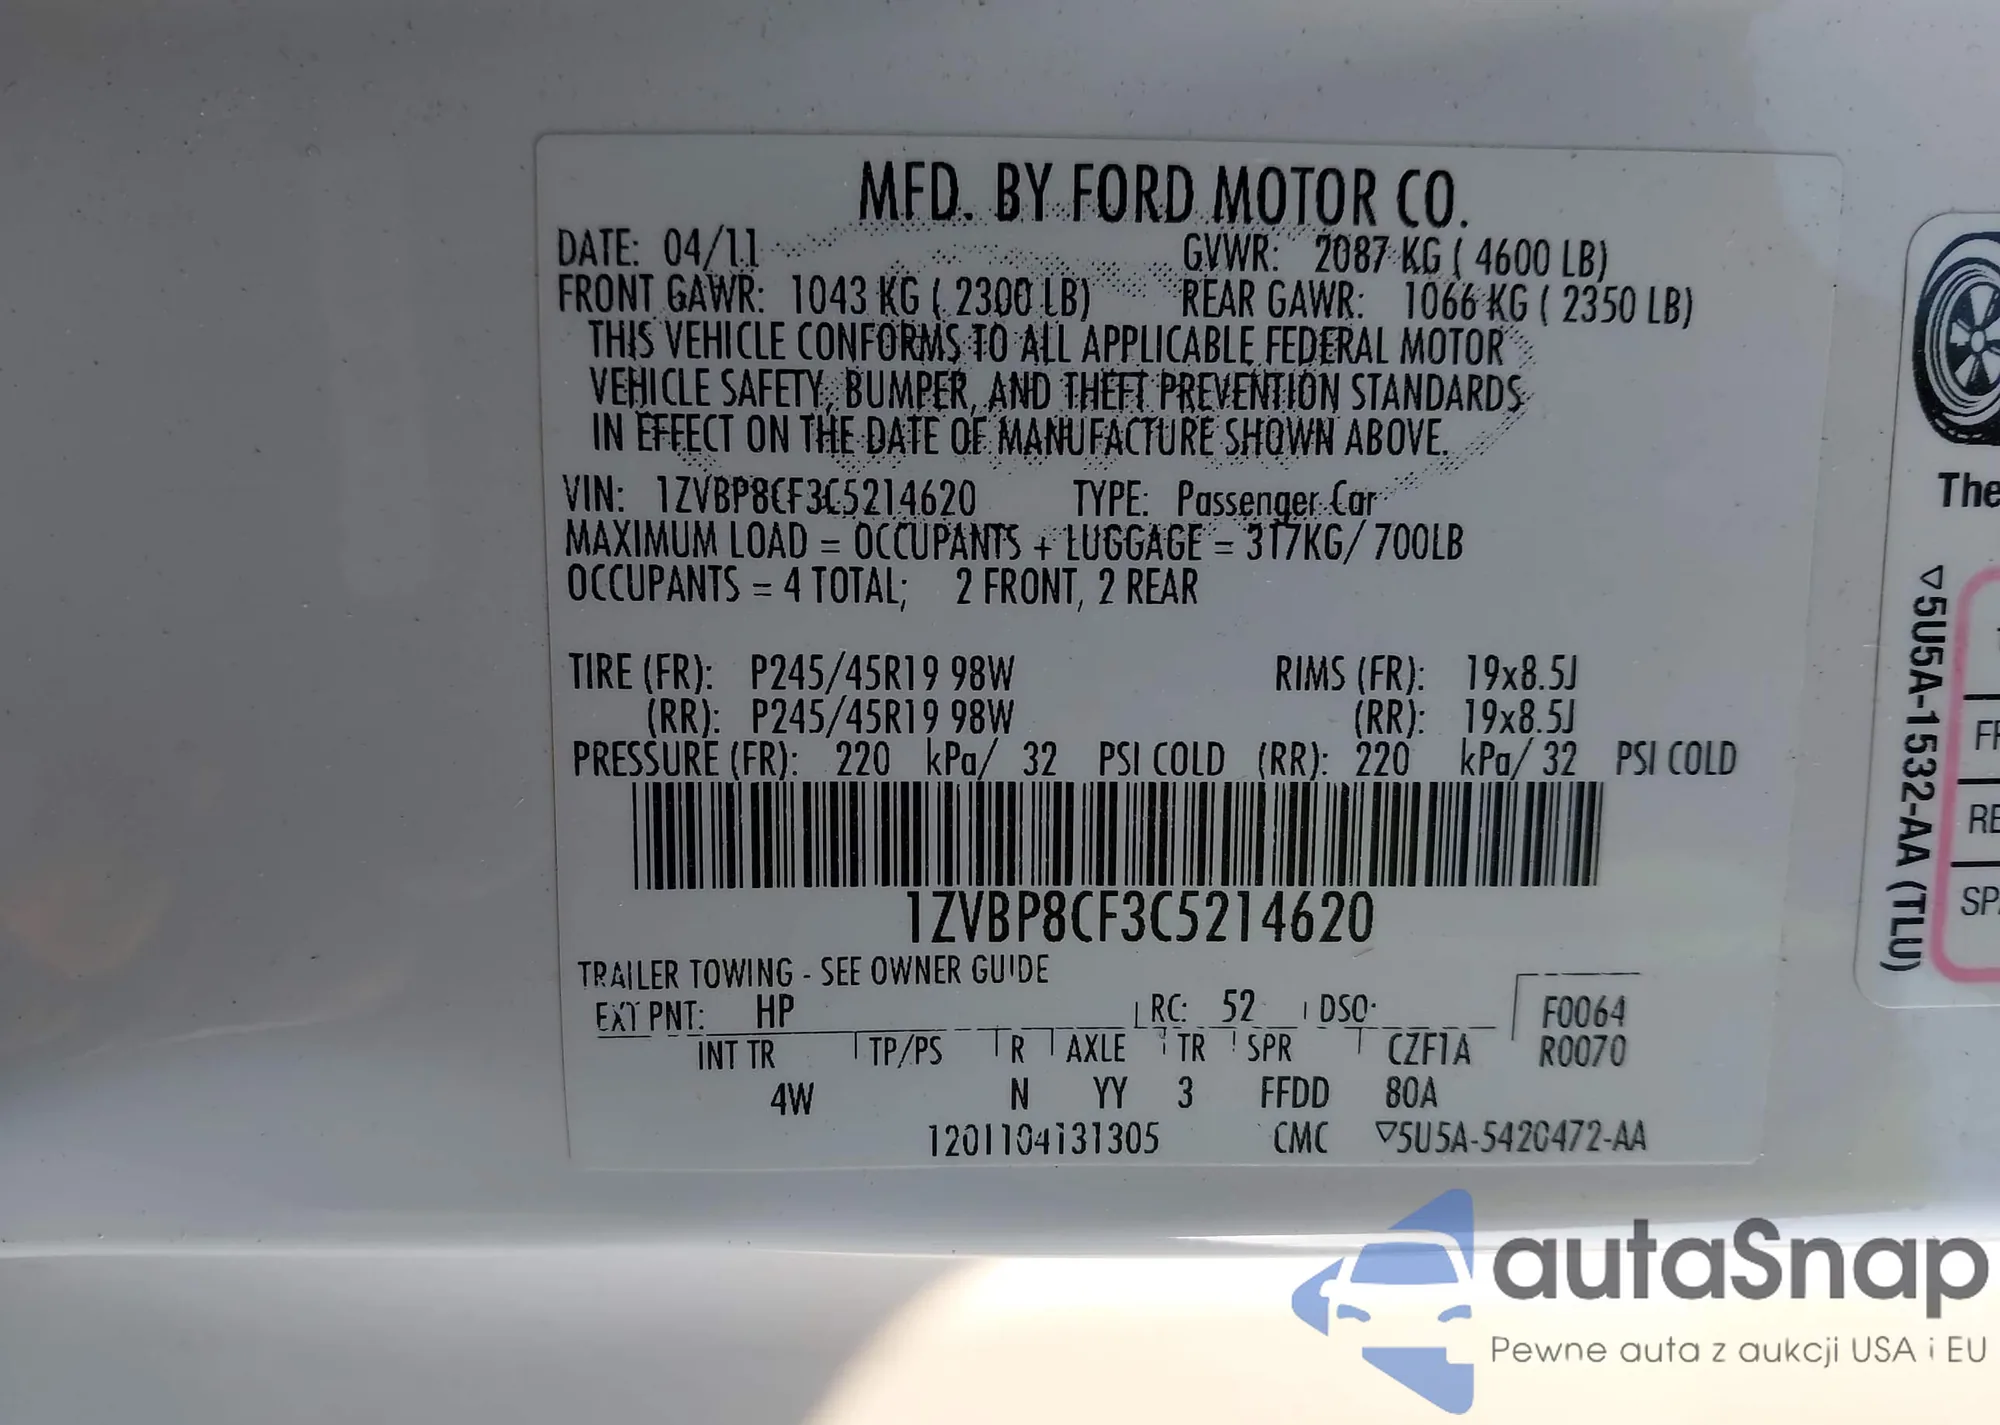 MFD. BY FORD MOTOR CO.
DATE: 04/11 GVWR: 2087 KG ( 4600 LB)
FRONT GAWR: 1043 KG ( 2300 LB) REAR GAWR: 1066 KG ( 2350 LB)
THIS VEHICLE CONFORMS TO ALL APPLICABLE FEDERAL MOTOR
VEHICLE SAFETY, BUMPER, AND THEFT PREVENTION STANDARDS
IN EFFECT ON THE DATE OF MANUFACTURE SHOWN ABOVE.
VIN: 1ZVBP8CF3C5214620 TYPE: Passenger Car
MAXIMUM LOAD = OCCUPANTS + LUGGAGE = 317KG/ 700LB
OCCUPANTS = 4 TOTAL; 2 FRONT, 2 REAR
TIRE (FR): P245/45R19 98W RIMS (FR): 19x8.5J
(RR): P245/45R19 98W (RR): 19x8.5J
PRESSURE (FR): 220 kPa/ 32 PSI COLD (RR): 220 kPa/ 32 PSI COLD
1ZVBP8CF3C5214620
TRAILER TOWING - SEE OWNER GUIDE
EXT PNT: HP RC: 52 DSO: F0064
INT TR TP/PS R AXLE TR SPR CZF1A R0070
4W N YY 3 FFDD 80A
1201104131305 CMC ▽5U5A-5420472-AA
The
▽5U5A-1532-AA (TLU)
autaSnap
Pewne auta z aukcji USA i EU